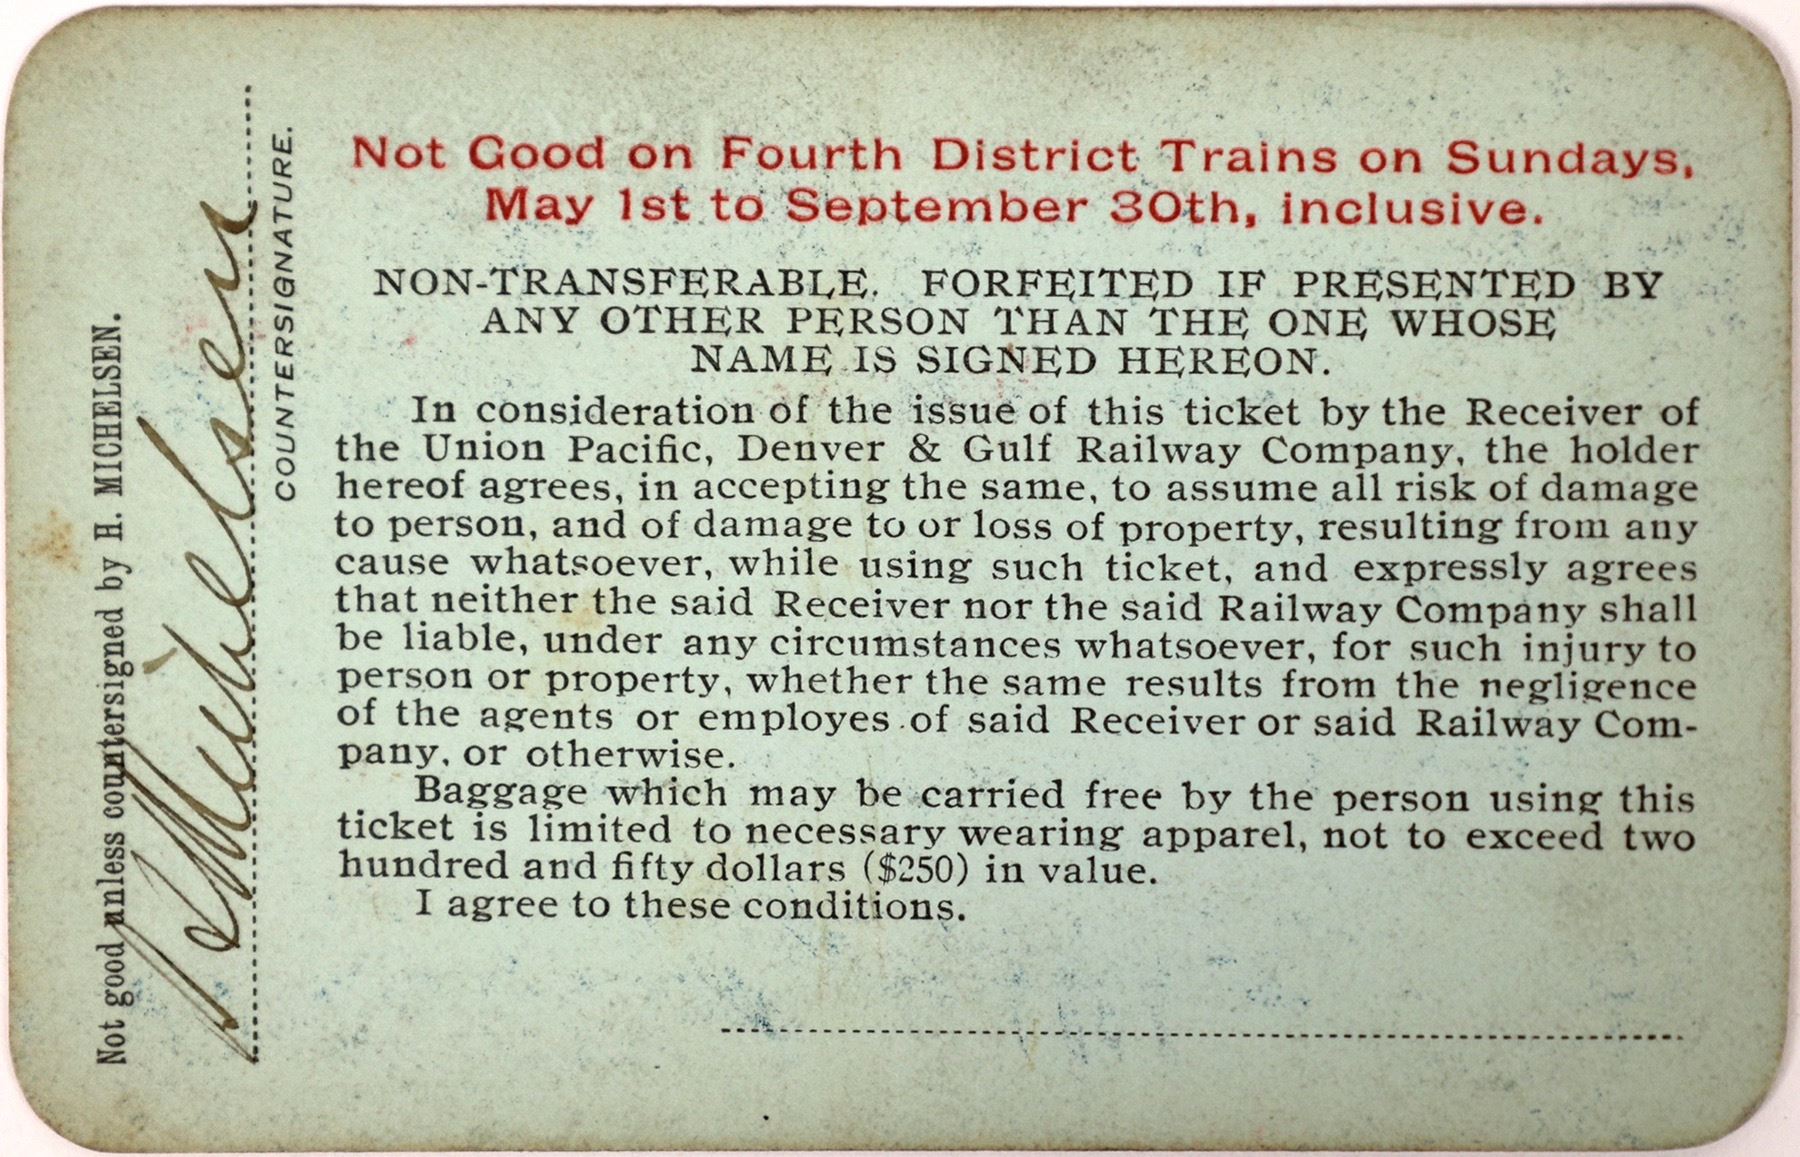 Not Good on Fourth District Trains on Sundays,
May 1st to September 30th, inclusive.
NON-TRANSFERABLE. FORFEITED IF PRESENTED BY
ANY OTHER PERSON THAN THE ONE WHOSE
NAME IS SIGNED HEREON.
In consideration of the issue of this ticket by the Receiver of
the Union Pacific, Denver & Gulf Railway Company, the holder
hereof agrees, in accepting the same, to assume all risk of damage
to person, and of damage to or loss of property, resulting from any
cause whatsoever, while using such ticket, and expressly agrees
that neither the said Receiver nor the said Railway Company shall
be liable, under any circumstances whatsoever, for such injury to
person or property, whether the same results from the negligence
of the agents or employes of said Receiver or said Railway Com-
pany, or otherwise.
Baggage which may be carried free by the person using this
ticket is limited to necessary wearing apparel, not to exceed two
hundred and fifty dollars ($250) in value.
I agree to these conditions.
Not good unless countersigned by H. MICHELSEN.
H Michelsen
COUNTERSIGNATURE.